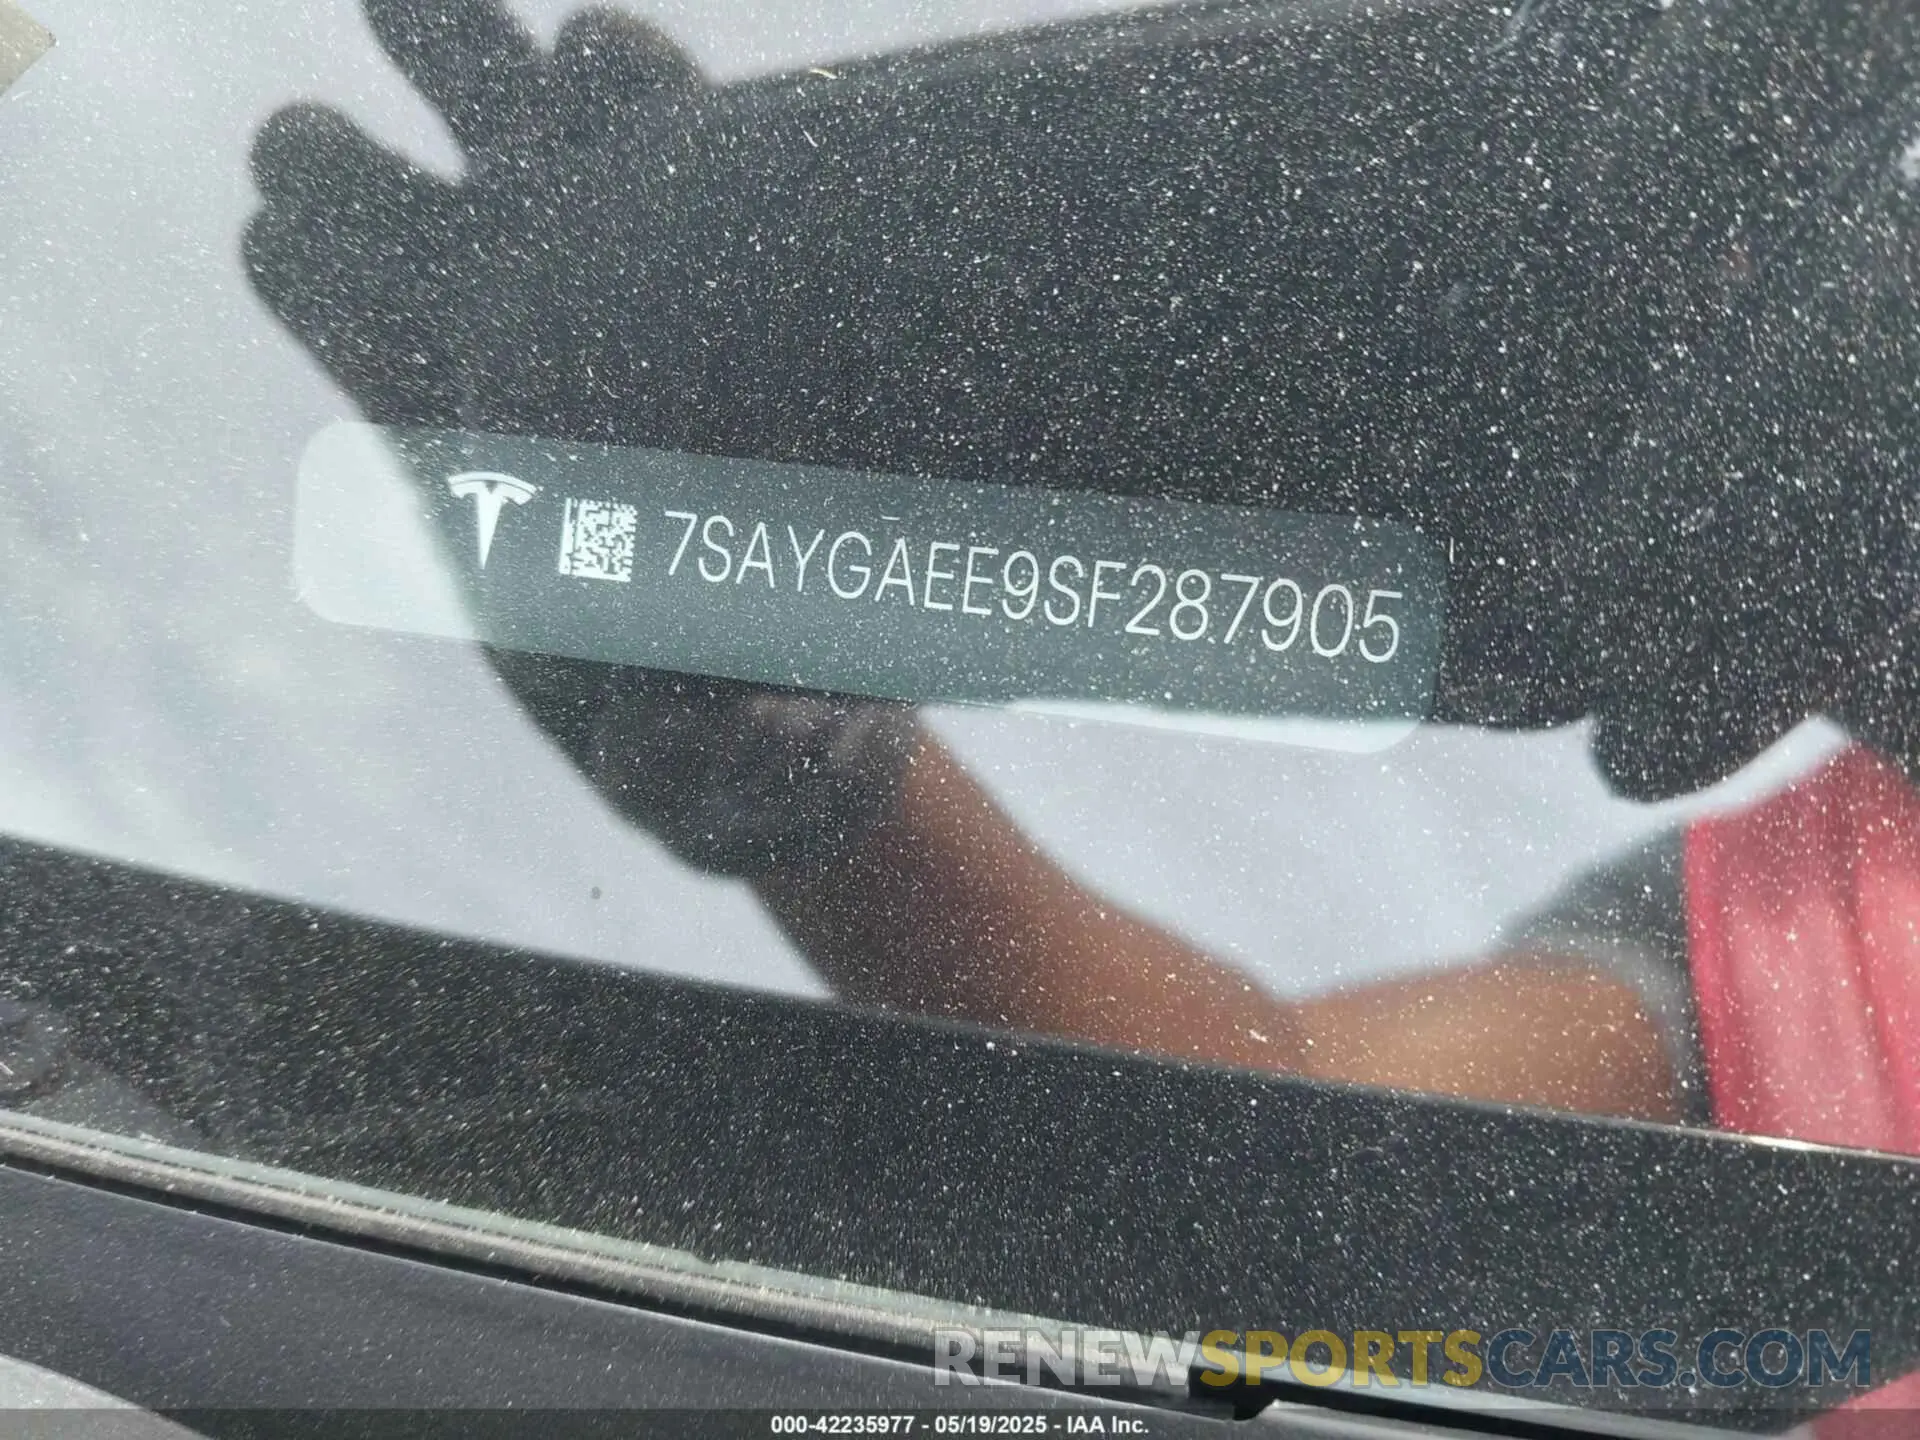 7SAYGAEE9SF287905
RENEWSPORTSCARS.COM
000-42235977 - 05/19/2025 - IAA Inc.